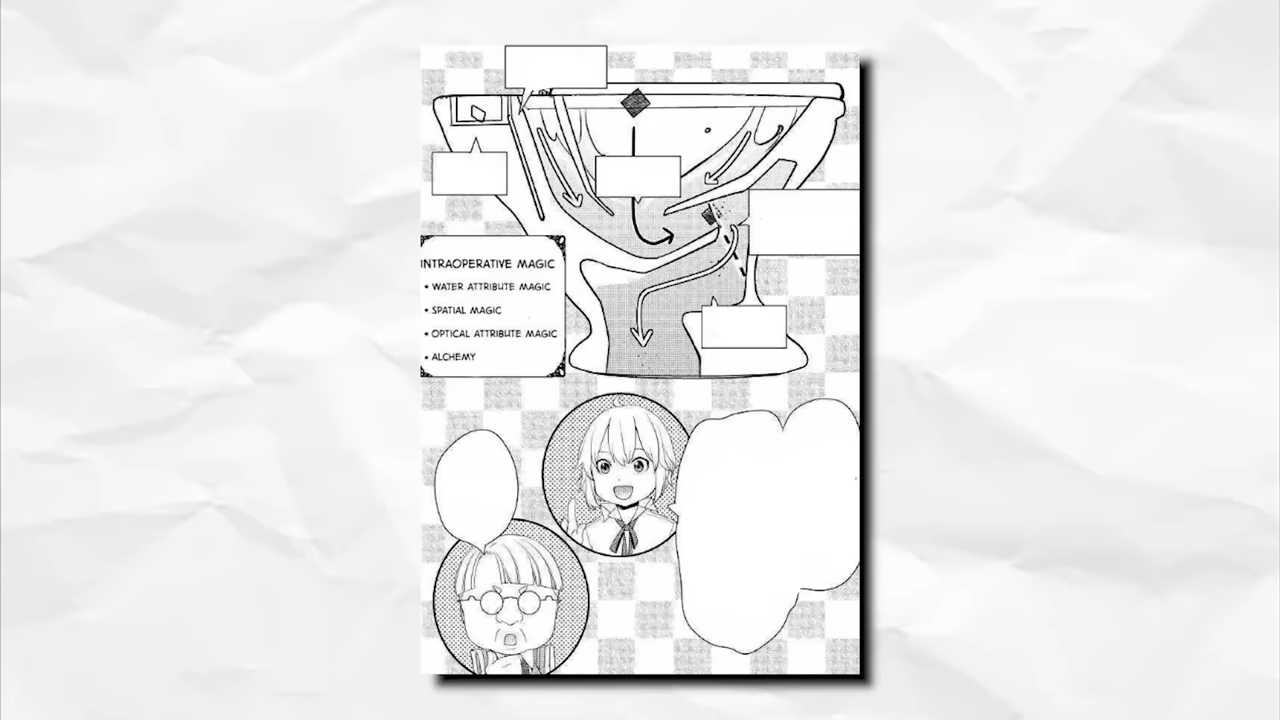 INTRAOPERATIVE MAGIC
• WATER ATTRIBUTE MAGIC
• SPATIAL MAGIC
• OPTICAL ATTRIBUTE MAGIC
• ALCHEMY